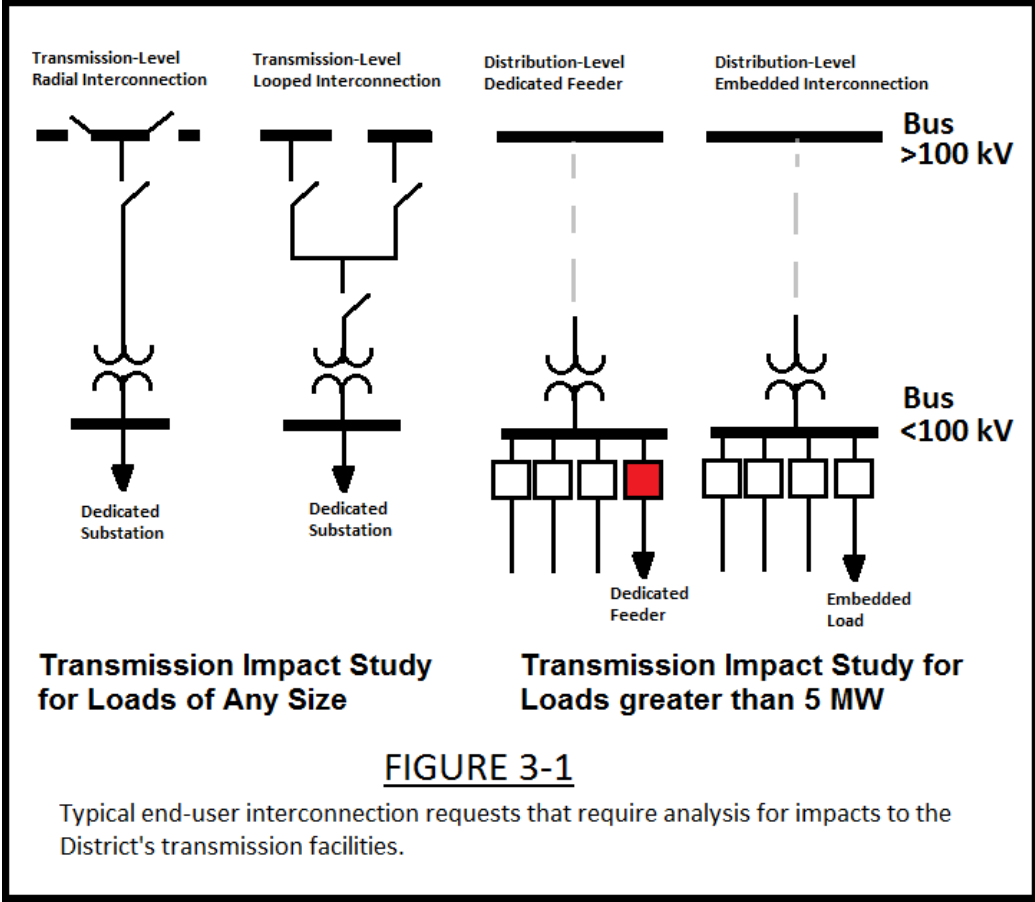 Transmission-Level
Radial Interconnection
Transmission-Level
Looped Interconnection
Distribution-Level
Dedicated Feeder
Distribution-Level
Embedded Interconnection
Bus
>100 kV
Bus
<100 kV
Dedicated
Substation
Dedicated
Substation
Dedicated
Feeder
Embedded
Load
Transmission Impact Study
for Loads of Any Size
Transmission Impact Study for
Loads greater than 5 MW
FIGURE 3-1
Typical end-user interconnection requests that require analysis for impacts to the
District's transmission facilities.